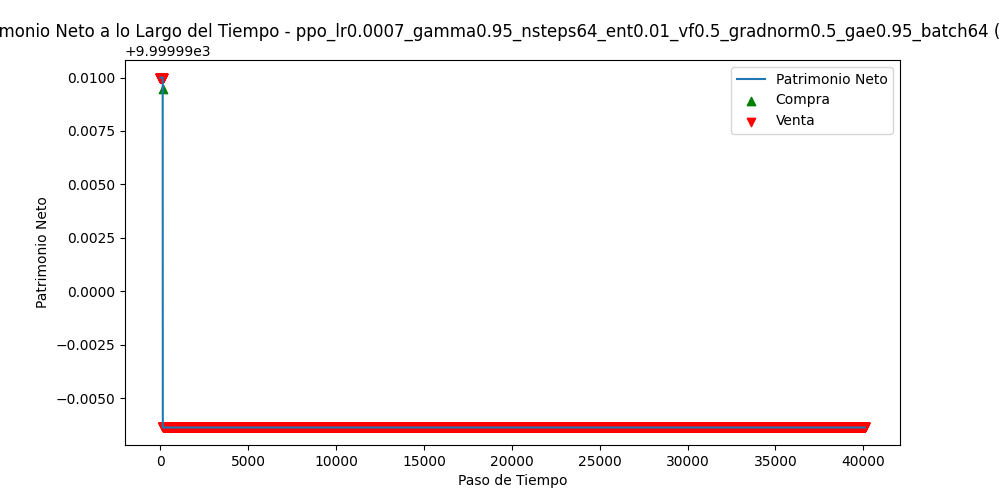 monio Neto a lo Largo del Tiempo - ppo_lr0.0007_gamma0.95_nsteps64_ent0.01_vf0.5_gradnorm0.5_gae0.95_batch64 (
+9.99999e3
Patrimonio Neto
Compra
Venta
0.0100
0.0075
0.0050
0.0025
0.0000
−0.0025
−0.0050
Patrimonio Neto
0
5000
10000
15000
20000
25000
30000
35000
40000
Paso de Tiempo